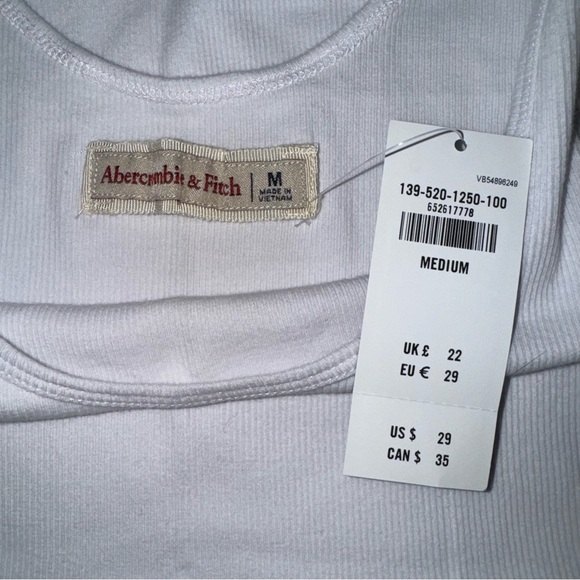 Abercrombie & Fitch
M
MADE IN
VIETNAM
VB54896249
139-520-1250-100
652617778
MEDIUM
UK £ 22
EU € 29
US $ 29
CAN $ 35